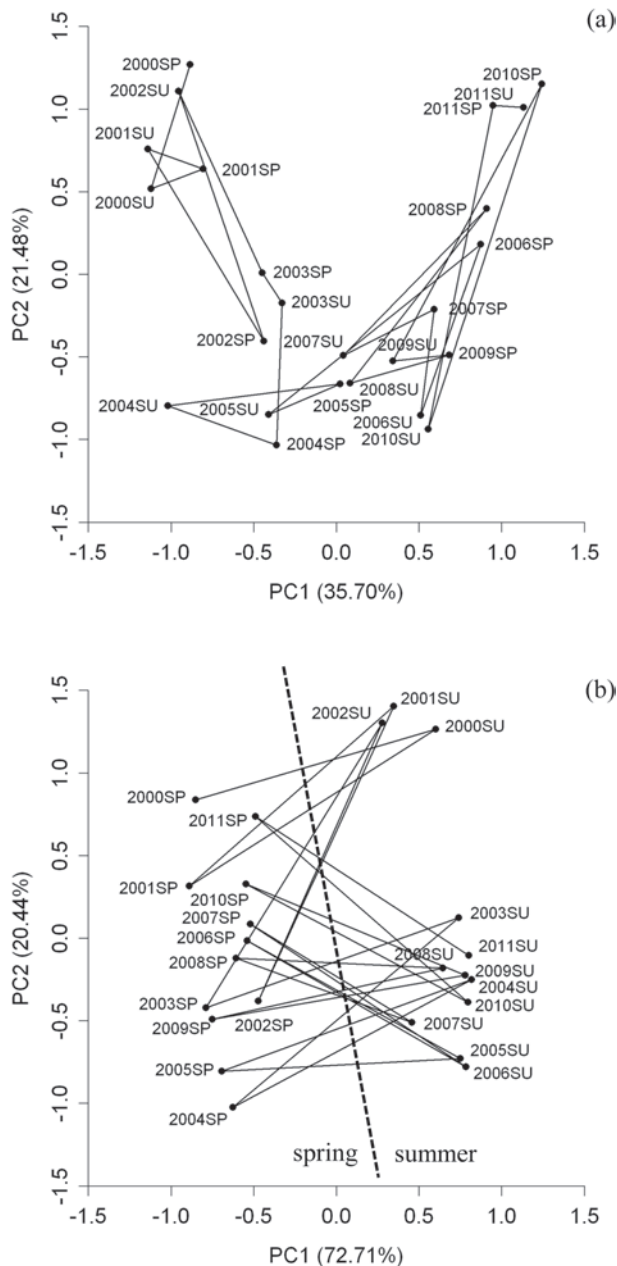 (a)
1.5
1.0
0.5
0.0
-0.5
-1.0
-1.5
PC2 (21.48%)
2000SP
2002SU
2001SU
2001SP
2000SU
2003SP
2003SU
2002SP
2007SU
2004SU
2005SU
2004SP
2005SP
2008SU
2009SU
2006SU
2010SU
2009SP
2007SP
2006SP
2008SP
2011SP
2011SU
2010SP
-1.5 -1.0 -0.5 0.0 0.5 1.0 1.5
PC1 (35.70%)
(b)
1.5
1.0
0.5
0.0
-0.5
-1.0
-1.5
PC2 (20.44%)
2002SU
2001SU
2000SU
2000SP
2011SP
2001SP
2010SP
2007SP
2006SP
2008SP
2003SP
2009SP
2002SP
2005SP
2004SP
2003SU
2008SU
2011SU
2009SU
2004SU
2010SU
2007SU
2005SU
2006SU
spring summer
-1.5 -1.0 -0.5 0.0 0.5 1.0 1.5
PC1 (72.71%)